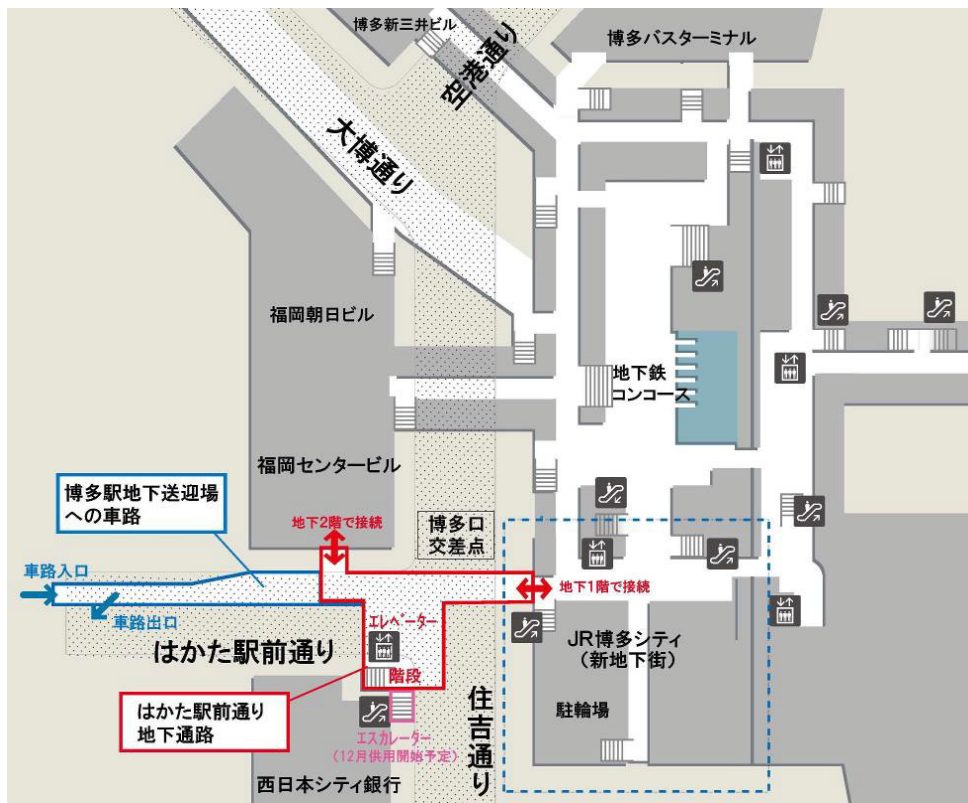 博多新三井ビル
空港通り
博多バスターミナル
大博通り
福岡朝日ビル
地下鉄
コンコース
福岡センタービル
博多駅地下送迎場
への車路
地下2階で接続
博多口
交差点
車路入口
地下1階で接続
車路出口
エレベーター
はかた駅前通り
JR博多シティ
(新地下街)
階段
はかた駅前通り
地下通路
住吉通り
駐輪場
エスカレーター
(12月供用開始予定)
西日本シティ銀行